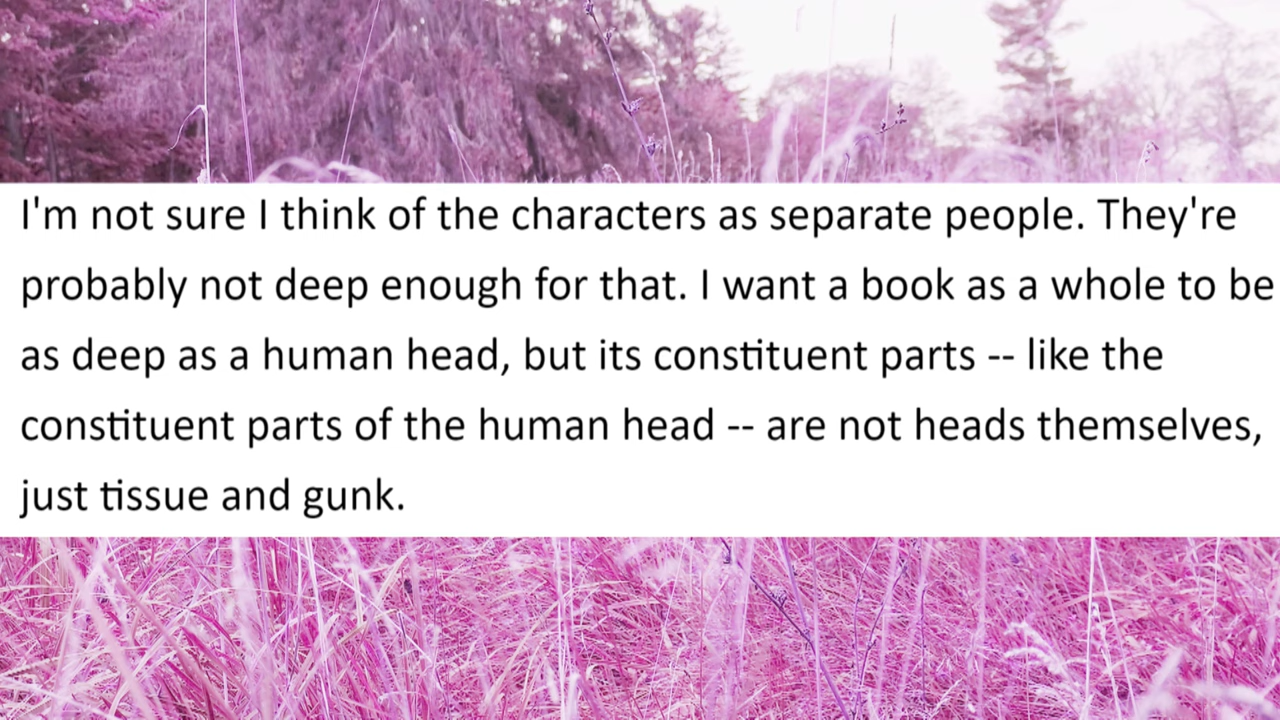 I'm not sure I think of the characters as separate people. They're
probably not deep enough for that. I want a book as a whole to be
as deep as a human head, but its constituent parts -- like the
constituent parts of the human head -- are not heads themselves,
just tissue and gunk.